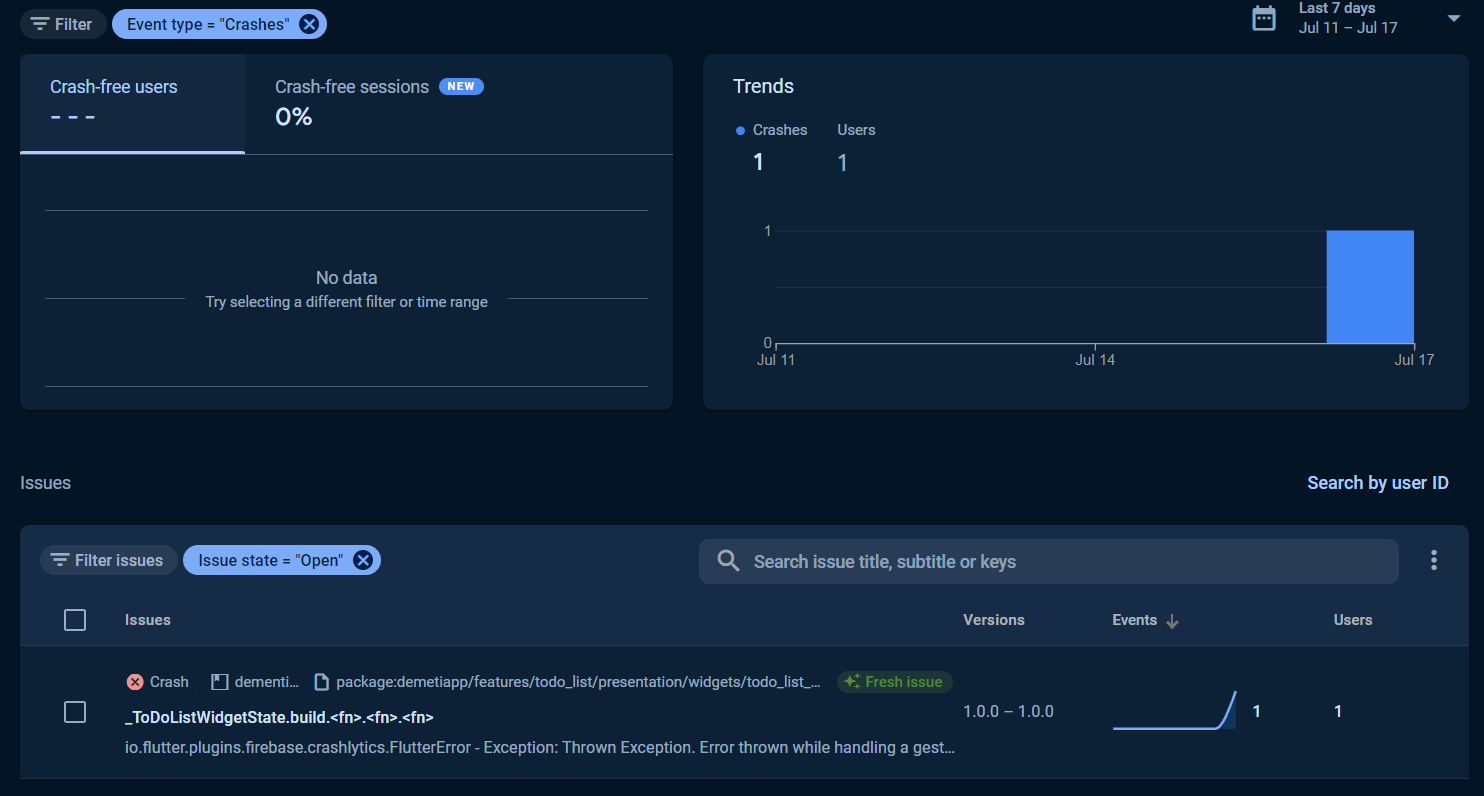 Filter
Event type = "Crashes"
Last 7 days
Jul 11 – Jul 17
Crash-free users
- - -
Crash-free sessions NEW
0%
No data
Try selecting a different filter or time range
Trends
Crashes Users
1 1
1
0
Jul 11 Jul 14 Jul 17
Issues
Search by user ID
Filter issues
Issue state = "Open"
Search issue title, subtitle or keys
Issues Versions Events Users
Crash dementi... package:demetiapp/features/todo_list/presentation/widgets/todo_list_... Fresh issue
_ToDoListWidgetState.build.<fn>.<fn>.<fn>
1.0.0 – 1.0.0 1 1
io.flutter.plugins.firebase.crashlytics.FlutterError - Exception: Thrown Exception. Error thrown while handling a gest...